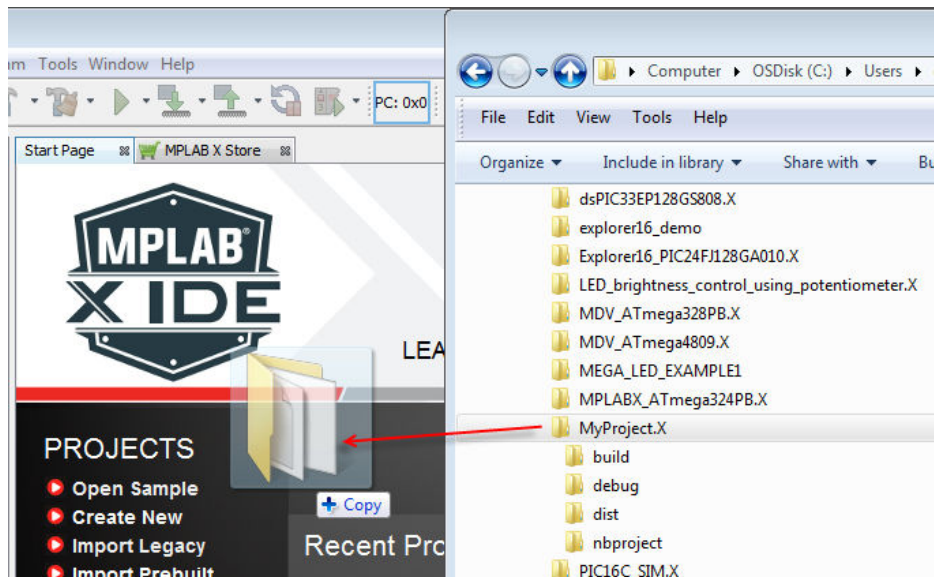 am Tools Window Help
PC: 0x0
Start Page
MPLAB X Store
MPLAB®
X IDE
LEA
PROJECTS
Open Sample
Create New
Import Legacy
Import Prebuilt
Copy
Recent Pro
Computer OSDisk (C:) Users
File Edit View Tools Help
Organize Include in library Share with Bu
dsPIC33EP128GS808.X
explorer16_demo
Explorer16_PIC24FJ128GA010.X
LED_brightness_control_using_potentiometer.X
MDV_ATmega328PB.X
MDV_ATmega4809.X
MEGA_LED_EXAMPLE1
MPLABX_ATmega324PB.X
MyProject.X
build
debug
dist
nbproject
PIC16C_SIM.X